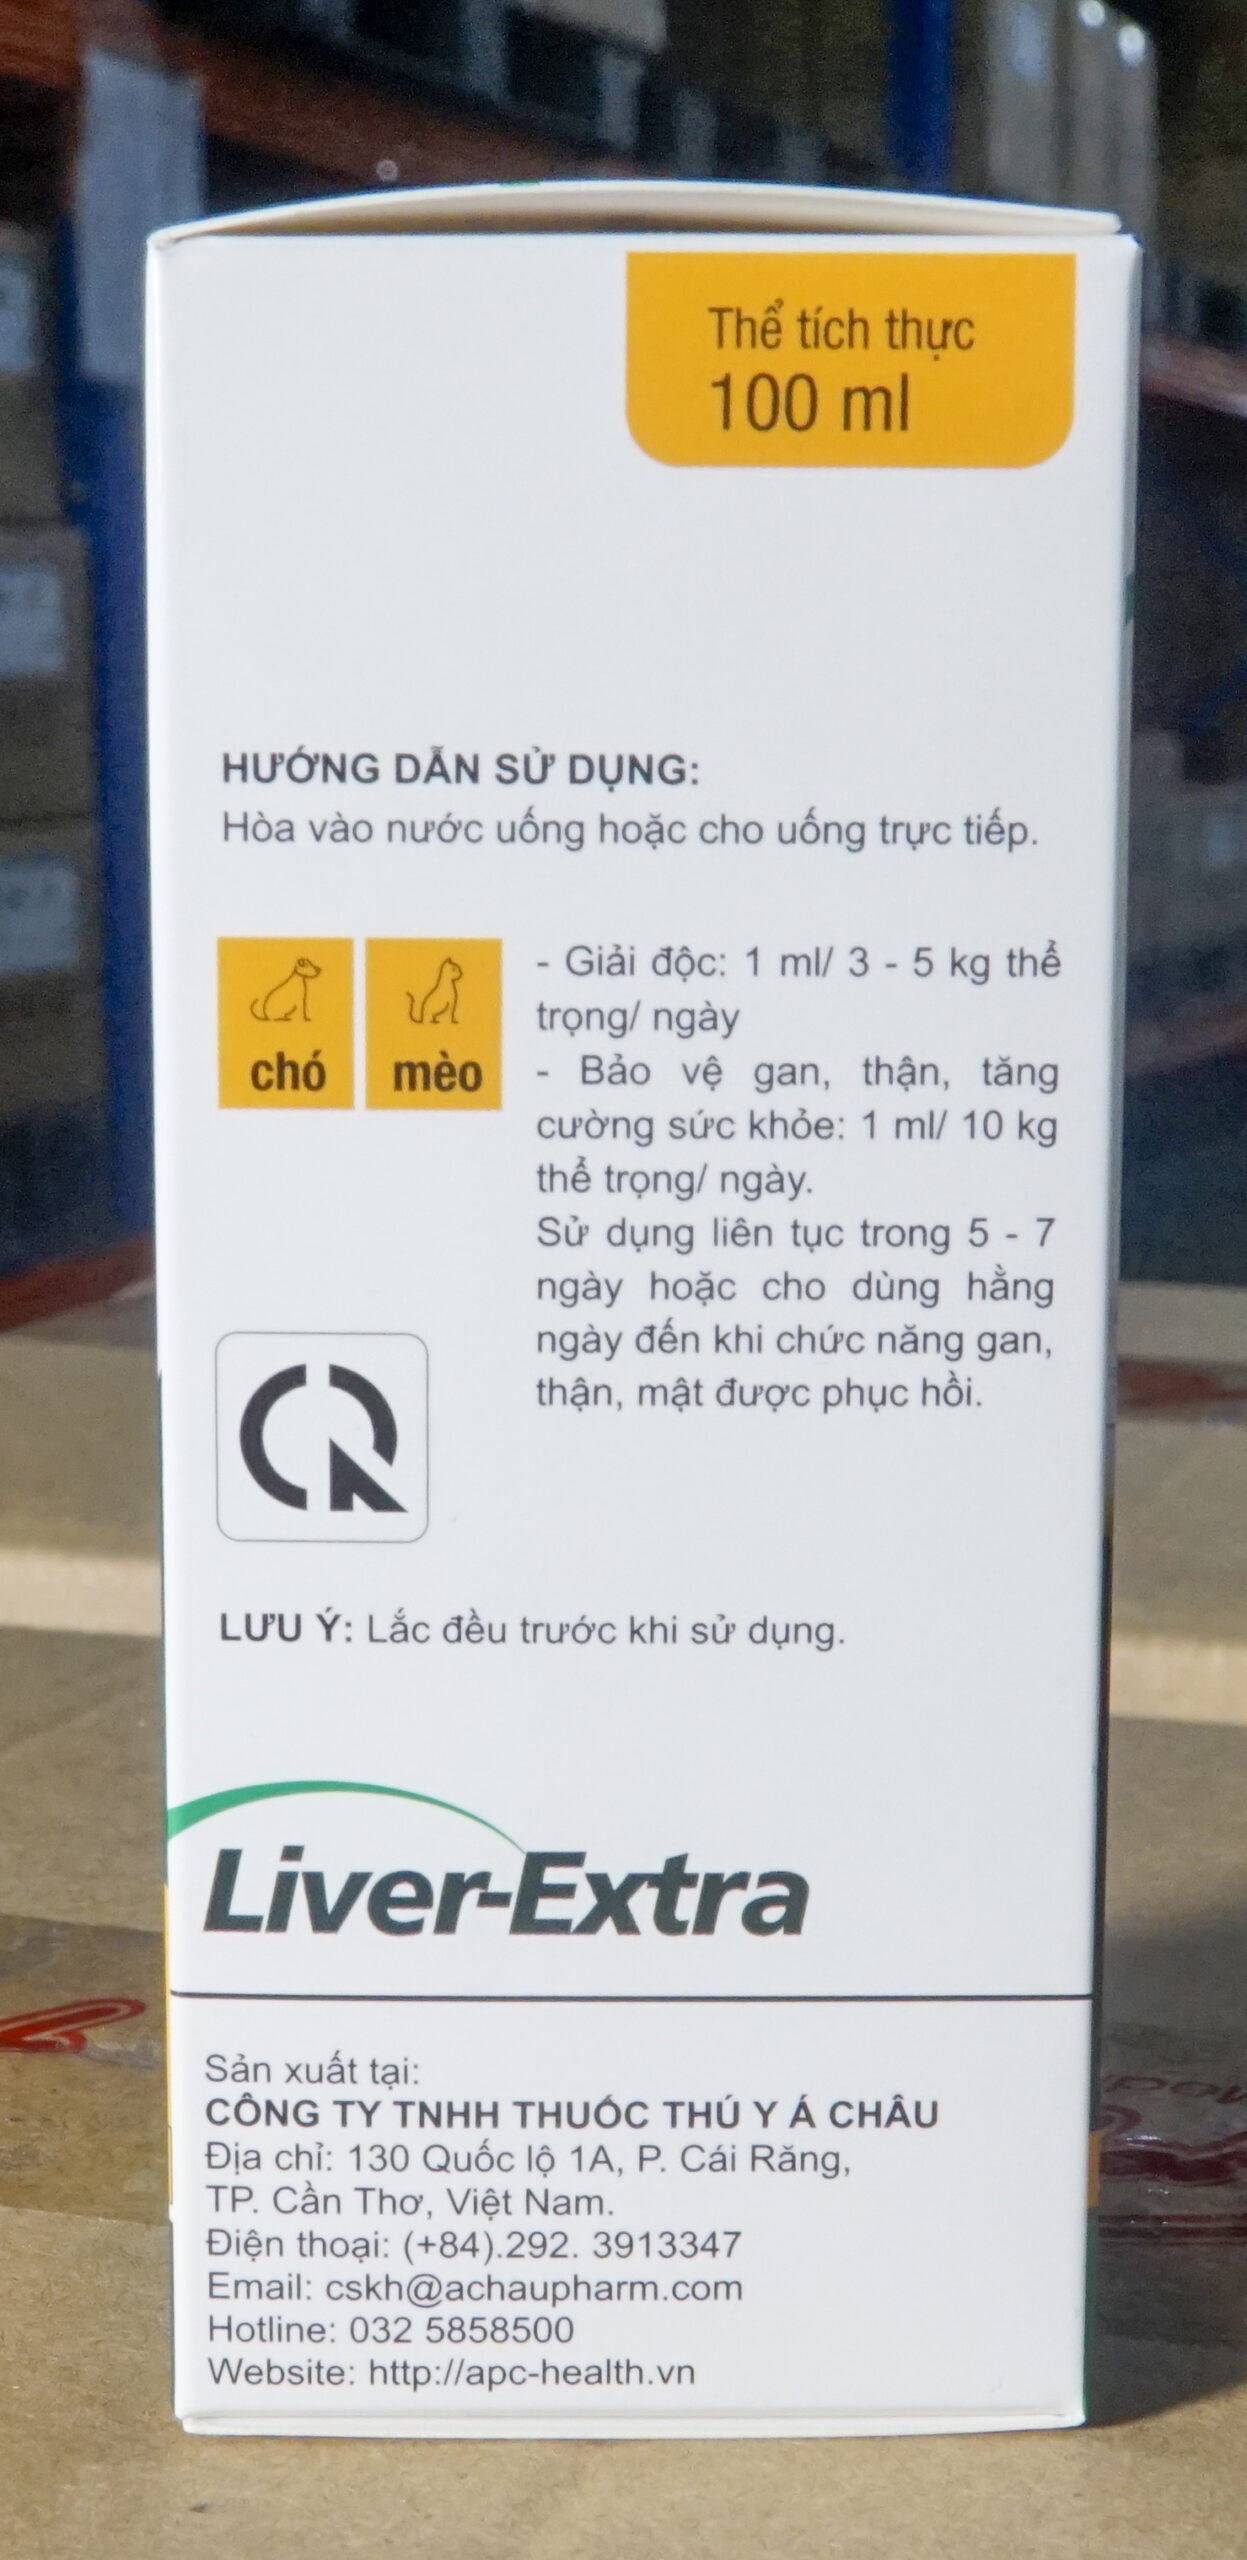 Thể tích thực
100 ml
HƯỚNG DẪN SỬ DỤNG:
Hòa vào nước uống hoặc cho uống trực tiếp.
chó
mèo
- Giải độc: 1 ml/ 3 - 5 kg thể
trọng/ ngày
- Bảo vệ gan, thận, tăng
cường sức khỏe: 1 ml/ 10 kg
thể trọng/ ngày.
Sử dụng liên tục trong 5 - 7
ngày hoặc cho dùng hằng
ngày đến khi chức năng gan,
thận, mật được phục hồi.
LƯU Ý: Lắc đều trước khi sử dụng.
Liver-Extra
Sản xuất tại:
CÔNG TY TNHH THUỐC THÚ Y Á CHÂU
Địa chỉ: 130 Quốc lộ 1A, P. Cái Răng,
TP. Cần Thơ, Việt Nam.
Điện thoại: (+84).292. 3913347
Email: cskh@achaupharm.com
Hotline: 032 5858500
Website: http://apc-health.vn